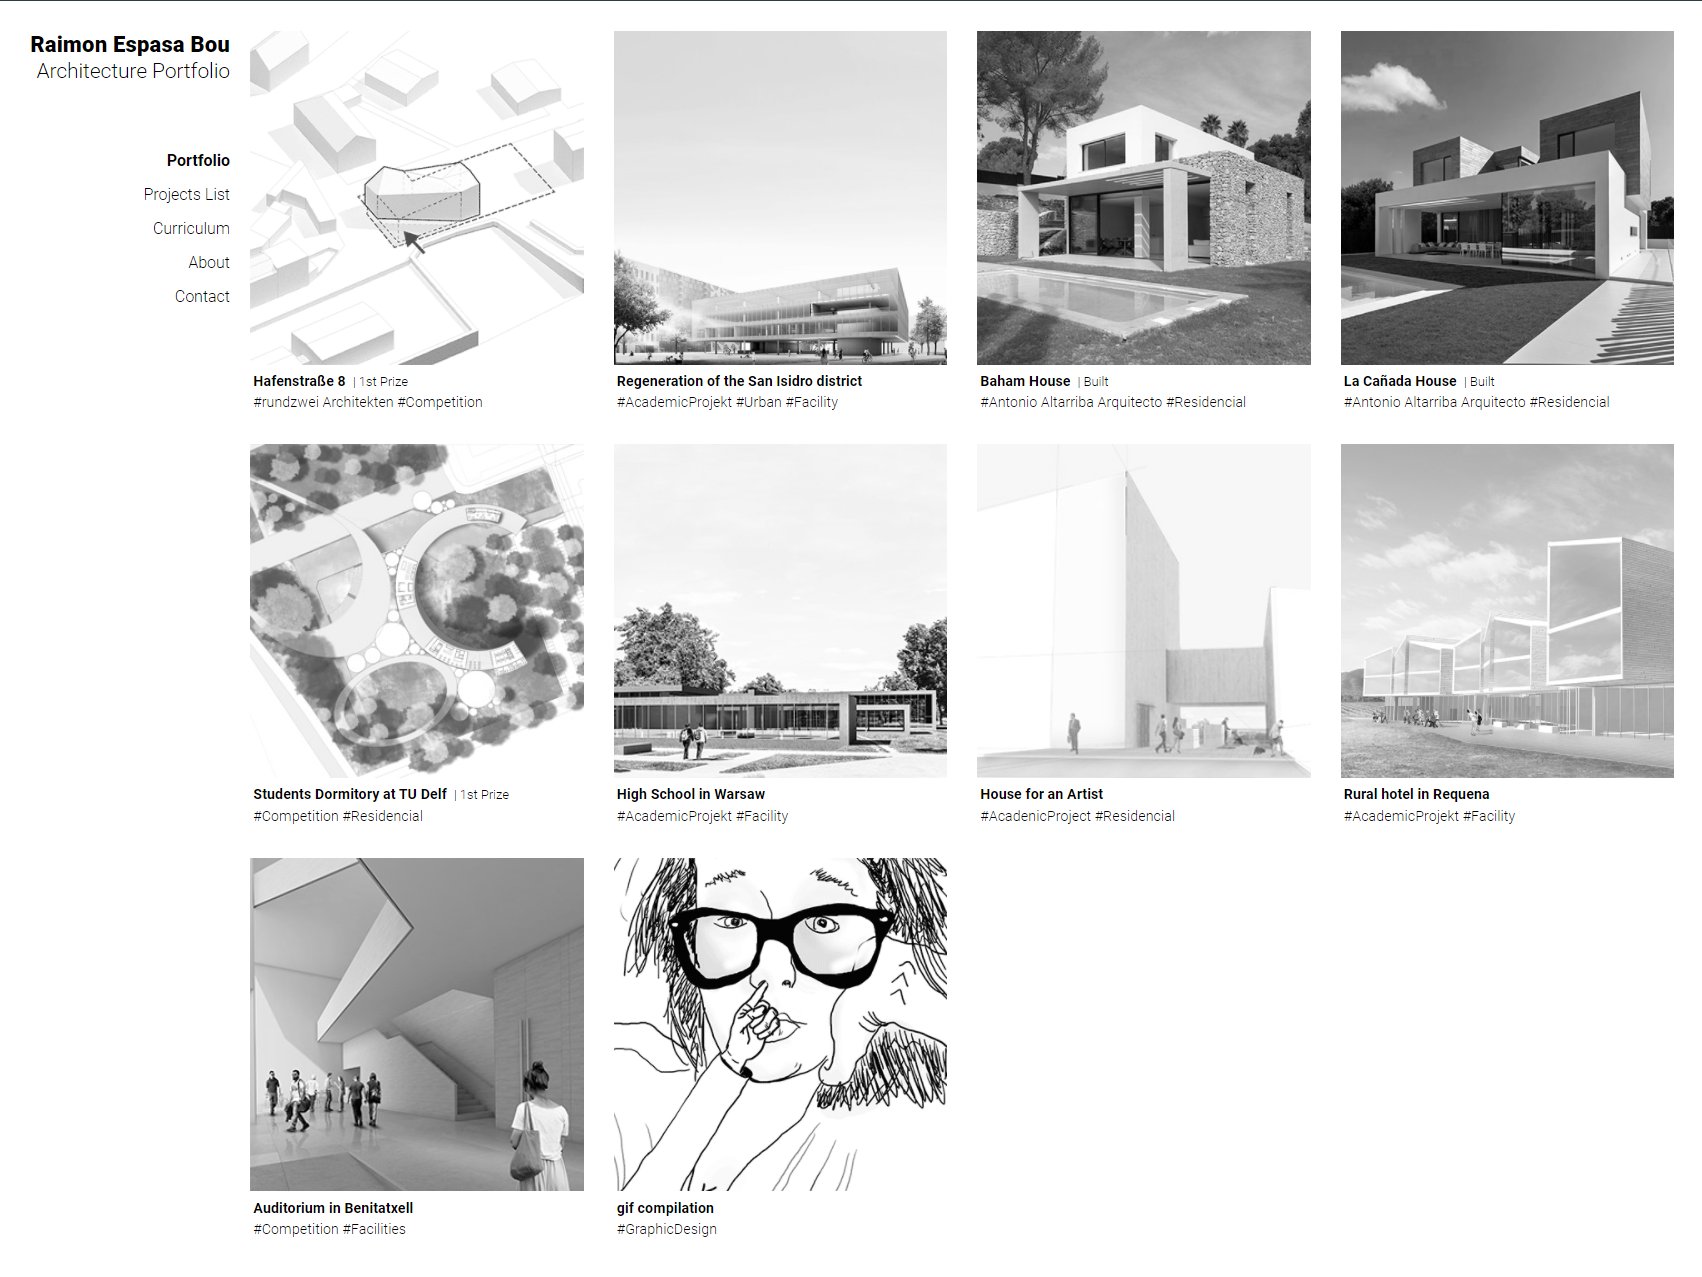 Raimon Espasa Bou
Architecture Portfolio
Portfolio
Projects List
Curriculum
About
Contact
Hafenstraße 8 | 1st Prize
#rundzwei Architekten #Competition
Regeneration of the San Isidro district
#AcademicProjekt #Urban #Facility
Baham House | Built
#Antonio Altarriba Arquitecto #Residencial
La Cañada House | Built
#Antonio Altarriba Arquitecto #Residencial
Students Dormitory at TU Delf | 1st Prize
#Competition #Residencial
High School in Warsaw
#AcademicProjekt #Facility
House for an Artist
#AcadenicProject #Residencial
Rural hotel in Requena
#AcademicProjekt #Facility
Auditorium in Benitatxell
#Competition #Facilities
gif compilation
#GraphicDesign